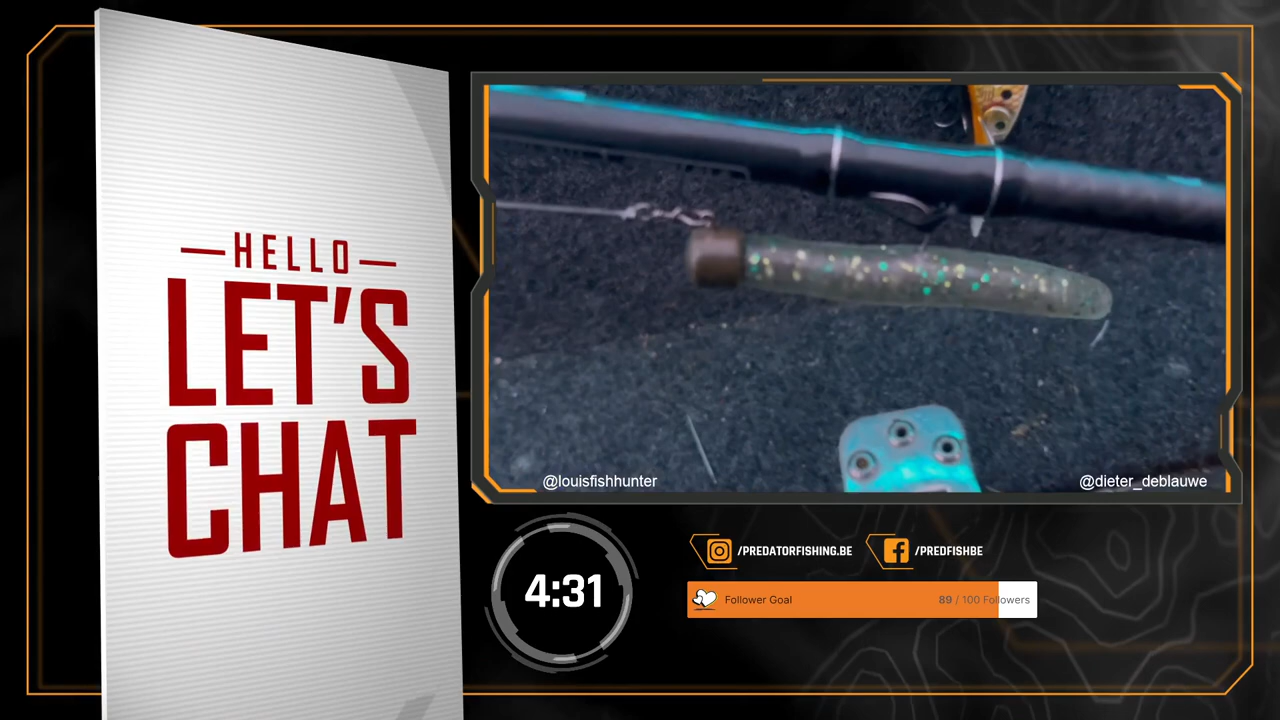 HELLO
LET'S
CHAT
@louisfishhunter
@dieter_deblauwe
4:31
/PREDATORFISHING.BE
/PREDFISHBE
Follower Goal
89 / 100 Followers